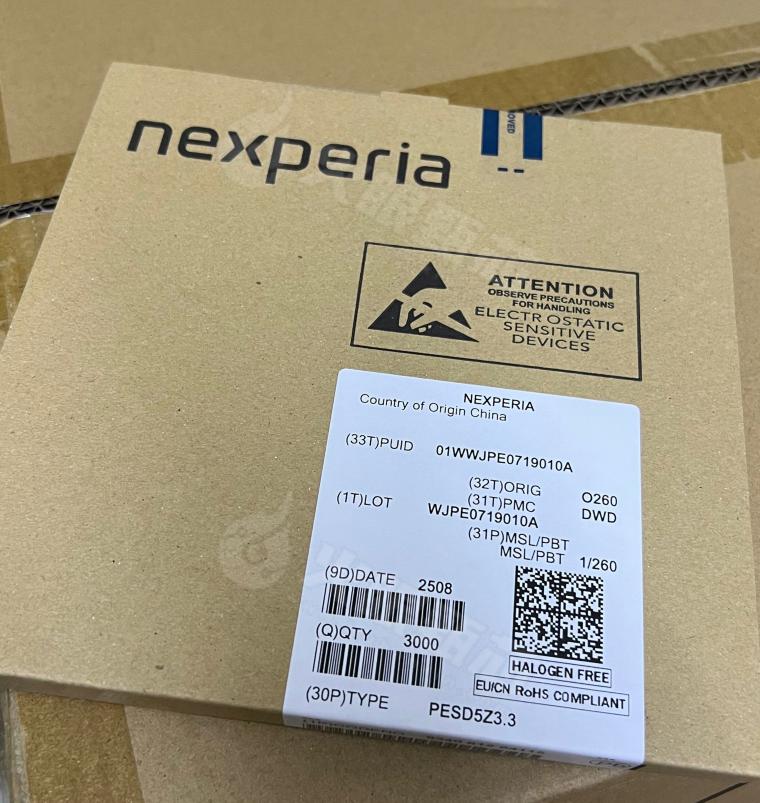 nexperia
OVED
ATTENTION
OBSERVE PRECAUTIONS
FOR HANDLING
ELECTROSTATIC
SENSITIVE
DEVICES
NEXPERIA
Country of Origin China
(33T)PUID 01WWJPE0719010A
(32T)ORIG O260
(31T)PMC DWD
(1T)LOT WJPE0719010A
(31P)MSL/PBT
MSL/PBT 1/260
(9D)DATE 2508
(Q)QTY 3000
HALOGEN FREE
EU/CN RoHS COMPLIANT
(30P)TYPE PESD5Z3.3